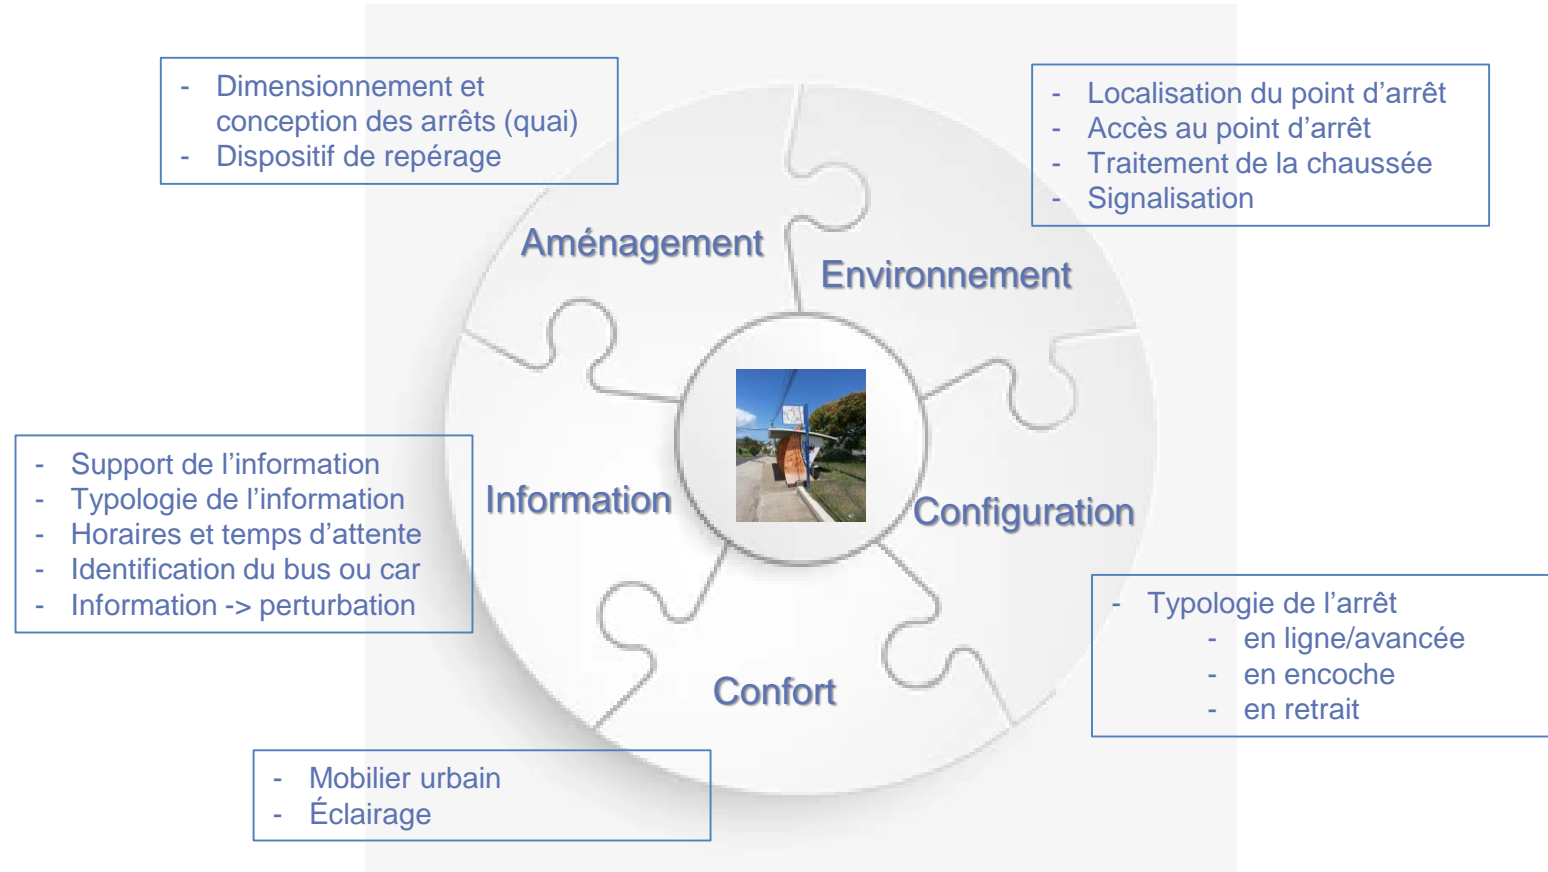 - Dimensionnement et
conception des arrêts (quai)
- Dispositif de repérage
- Localisation du point d’arrêt
- Accès au point d’arrêt
- Traitement de la chaussée
- Signalisation
Aménagement
Environnement
- Support de l’information
- Typologie de l’information
- Horaires et temps d’attente
- Identification du bus ou car
- Information -> perturbation
Information
Configuration
- Typologie de l’arrêt
- en ligne/avancée
- en encoche
- en retrait
Confort
- Mobilier urbain
- Éclairage